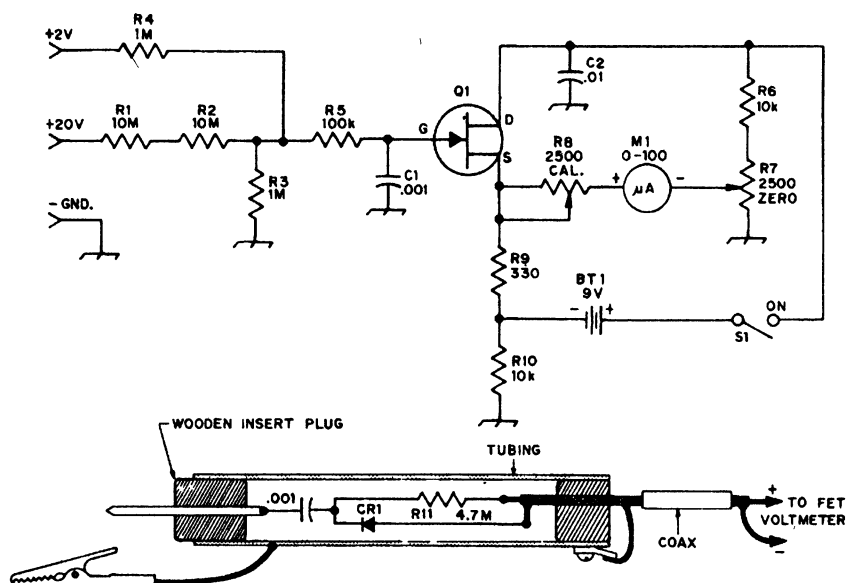 R4
1M
+2V
+20V
R1
10M
R2
10M
R5
100k
R3
1M
C1
.001
- GND.
Q1
G
D
S
C2
.01
R6
10k
R8
2500
CAL.
M1
0-100
+
μA
-
R7
2500
ZERO
R9
330
BT1
9V
- +
ON
S1
R10
10k
WOODEN INSERT PLUG
TUBING
.001
CR1
R11 4.7M
COAX
+
TO FET
VOLTMETER
-